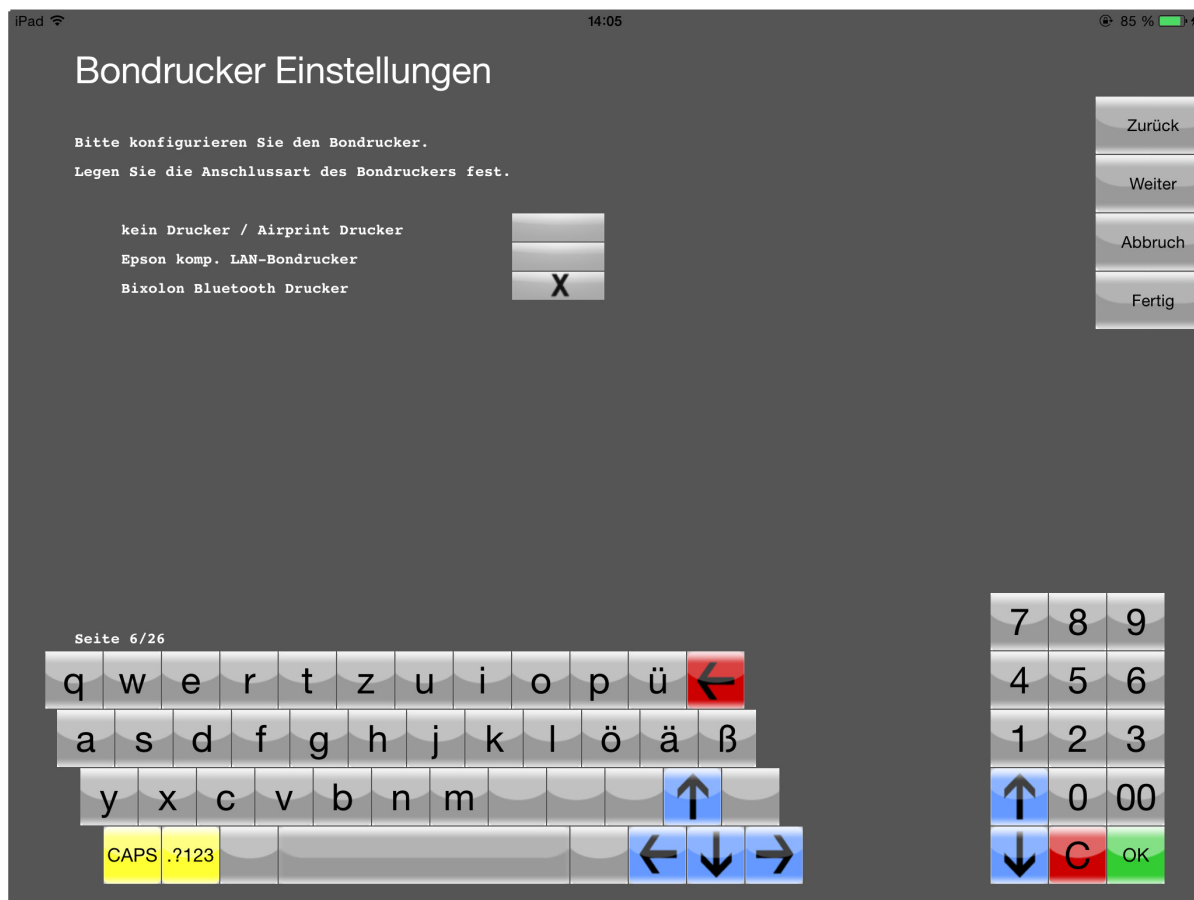 iPad 14:05 85 %
Bondrucker Einstellungen
Bitte konfigurieren Sie den Bondrucker.
Legen Sie die Anschlussart des Bondruckers fest.
kein Drucker / Airprint Drucker
Epson komp. LAN-Bondrucker
Bixolon Bluetooth Drucker X
Zurück
Weiter
Abbruch
Fertig
Seite 6/26
q w e r t z u i o p ü
a s d f g h j k l ö ä ß
y x c v b n m
CAPS .?123
7 8 9
4 5 6
1 2 3
0 00
C OK